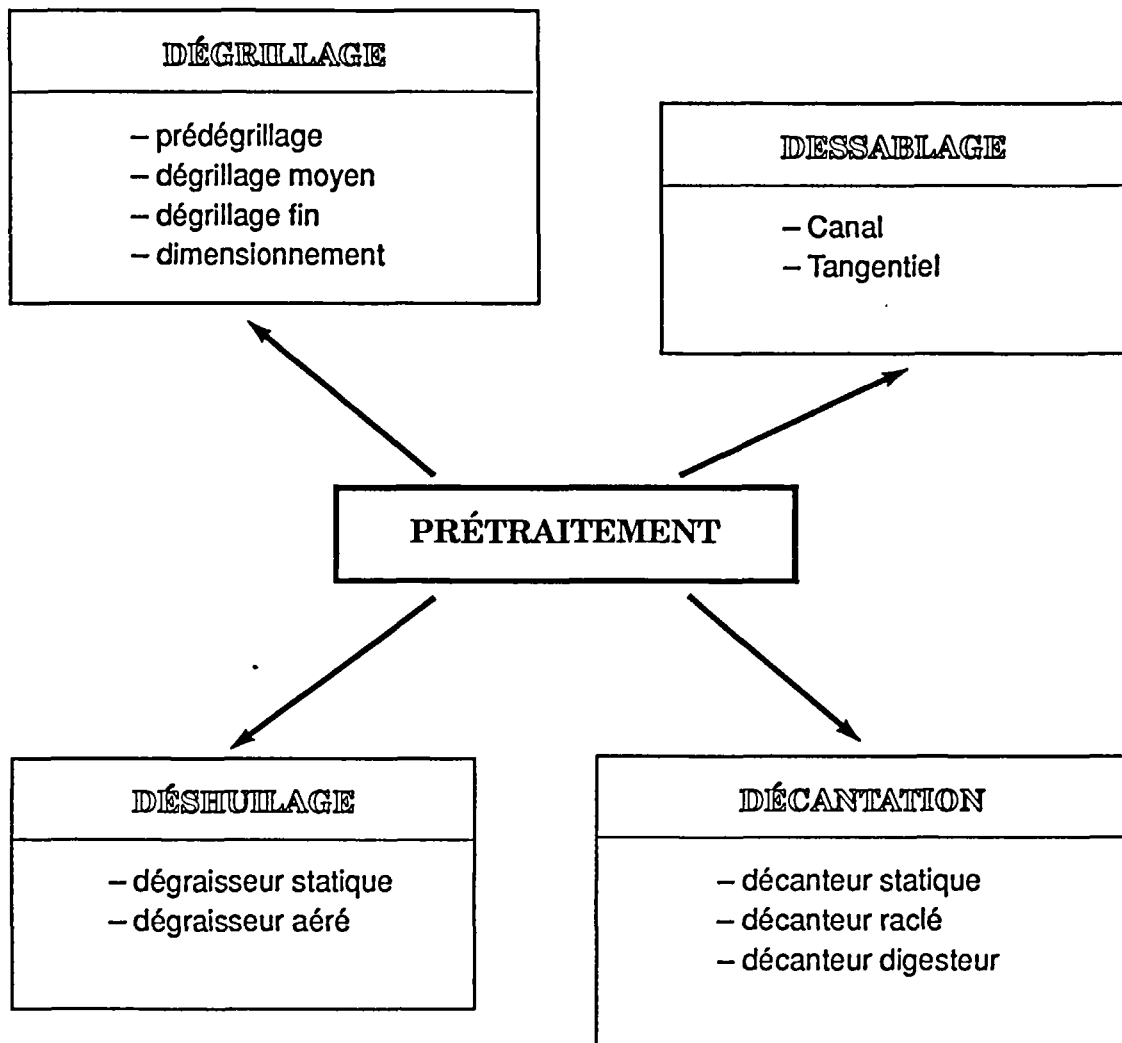 DÉGRILLAGE
– prédégrillage
– dégrillage moyen
– dégrillage fin
– dimensionnement
DESSABLAGE
– Canal
– Tangentiel
PRÉTRAITEMENT
DÉSHUILAGE
– dégraisseur statique
– dégraisseur aéré
DÉCANTATION
– décanteur statique
– décanteur raclé
– décanteur digesteur